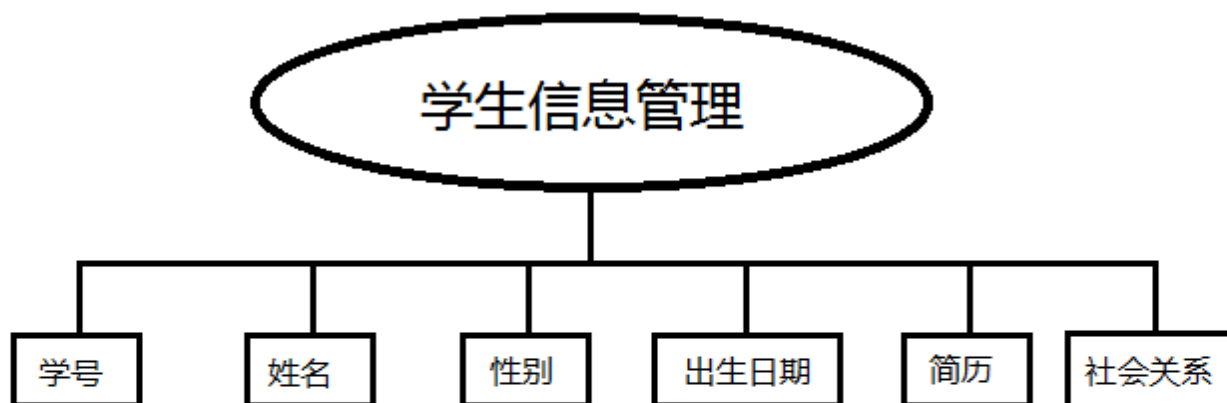 学生信息管理
学号
姓名
性别
出生日期
简历
社会关系